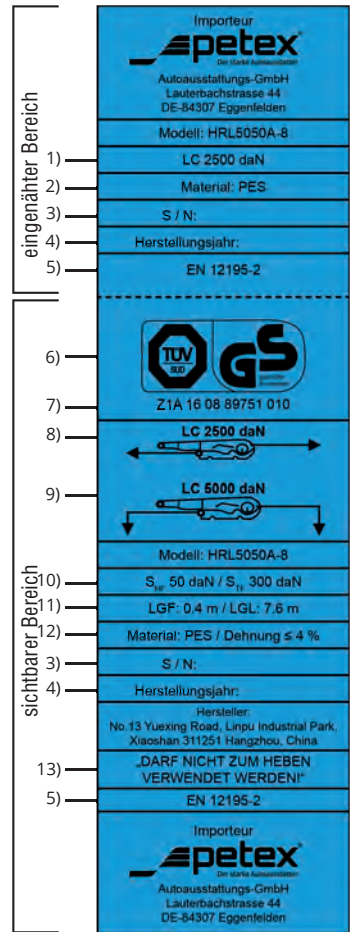 Importeur
petex®
Der starke Autoausstatter
Autoausstattungs-GmbH
Lauterbachstrasse 44
DE-84307 Eggenfelden
Modell: HRL5050A-8
1) LC 2500 daN
2) Material: PES
3) S / N:
4) Herstellungsjahr:
5) EN 12195-2
eingenähter Bereich
6) TÜV SÜD GS
7) Z1A 16 08 89751 010
8) LC 2500 daN
9) LC 5000 daN
Modell: HRL5050A-8
10) SHF 50 daN / STF 300 daN
11) LGF: 0.4 m / LGL: 7.6 m
12) Material: PES / Dehnung ≤ 4 %
3) S / N:
4) Herstellungsjahr:
Hersteller:
No.13 Yuexing Road, Linpu Industrial Park,
Xiaoshan 311251 Hangzhou, China
13) „DARF NICHT ZUM HEBEN
VERWENDET WERDEN!“
5) EN 12195-2
sichtbarer Bereich
Importeur
petex®
Der starke Autoausstatter
Autoausstattungs-GmbH
Lauterbachstrasse 44
DE-84307 Eggenfelden